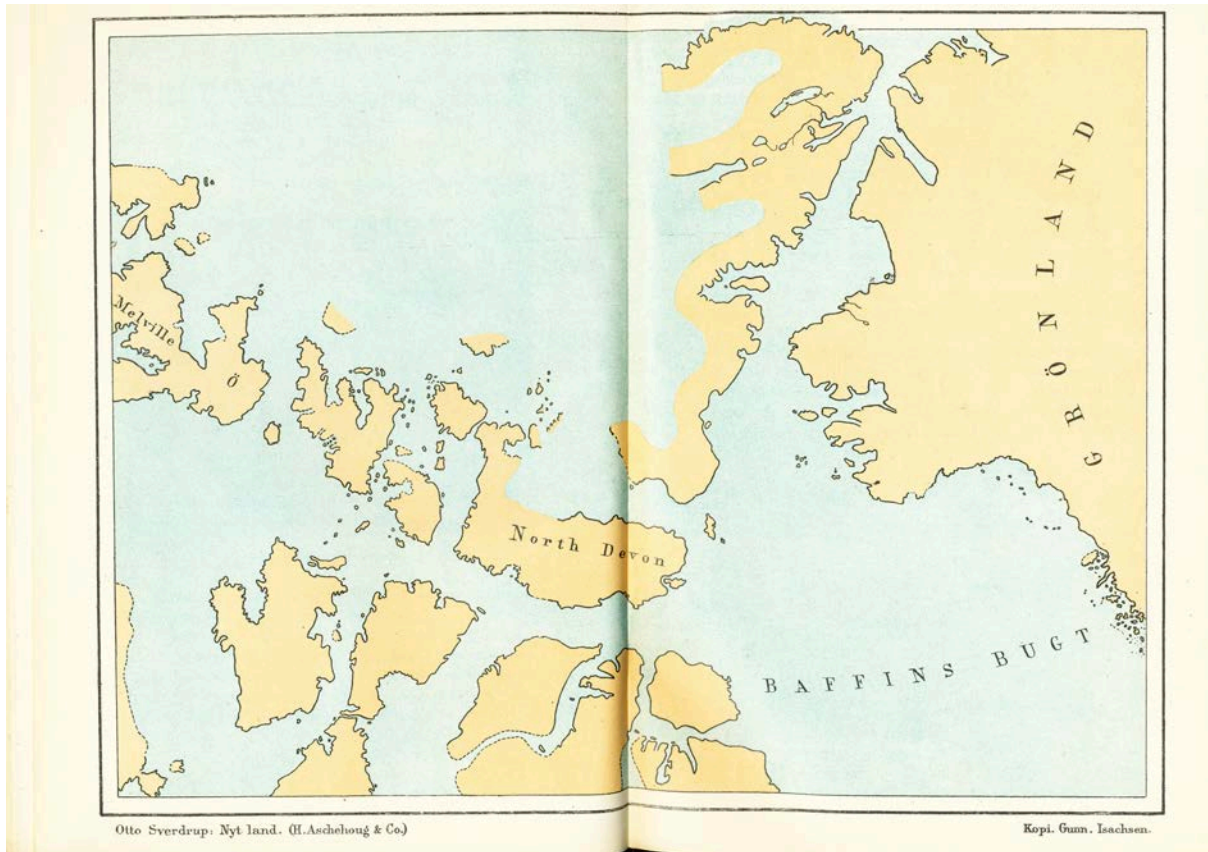 Melville
Ö
GRÖNLAND
North Devon
BAFFINS BUGT
Otto Sverdrup: Nyt land. (H.Aschehoug & Co.)
Kopi. Gunn. Isachsen.